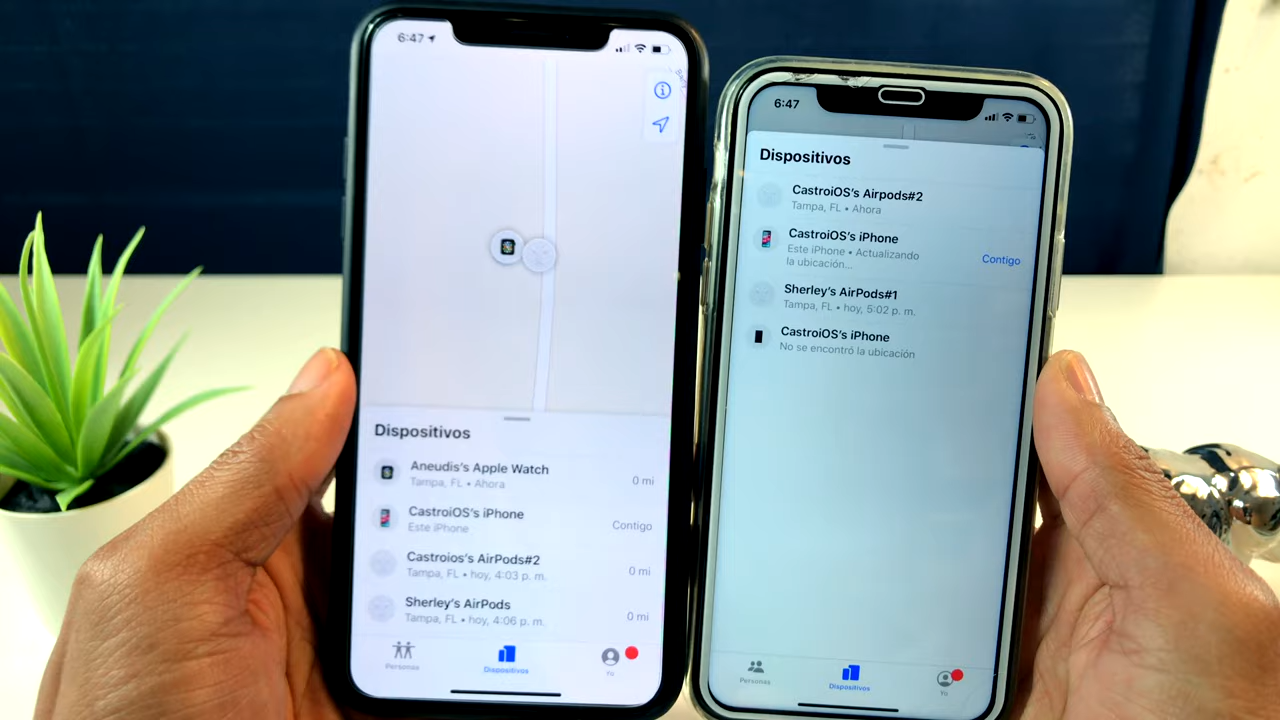 6:47
Dispositivos
Aneudis's Apple Watch
Tampa, FL • Ahora
0 mi
CastroiOS's iPhone
Este iPhone
Contigo
Castroios's AirPods#2
Tampa, FL • hoy, 4:03 p. m.
0 mi
Sherley's AirPods
Tampa, FL • hoy, 4:06 p. m.
0 mi
Personas
Dispositivos
Yo
6:47
Dispositivos
CastroiOS's Airpods#2
Tampa, FL • Ahora
CastroiOS's iPhone
Este iPhone • Actualizando
la ubicación...
Contigo
Sherley's AirPods#1
Tampa, FL • hoy, 5:02 p. m.
CastroiOS's iPhone
No se encontró la ubicación
Personas
Dispositivos
Yo